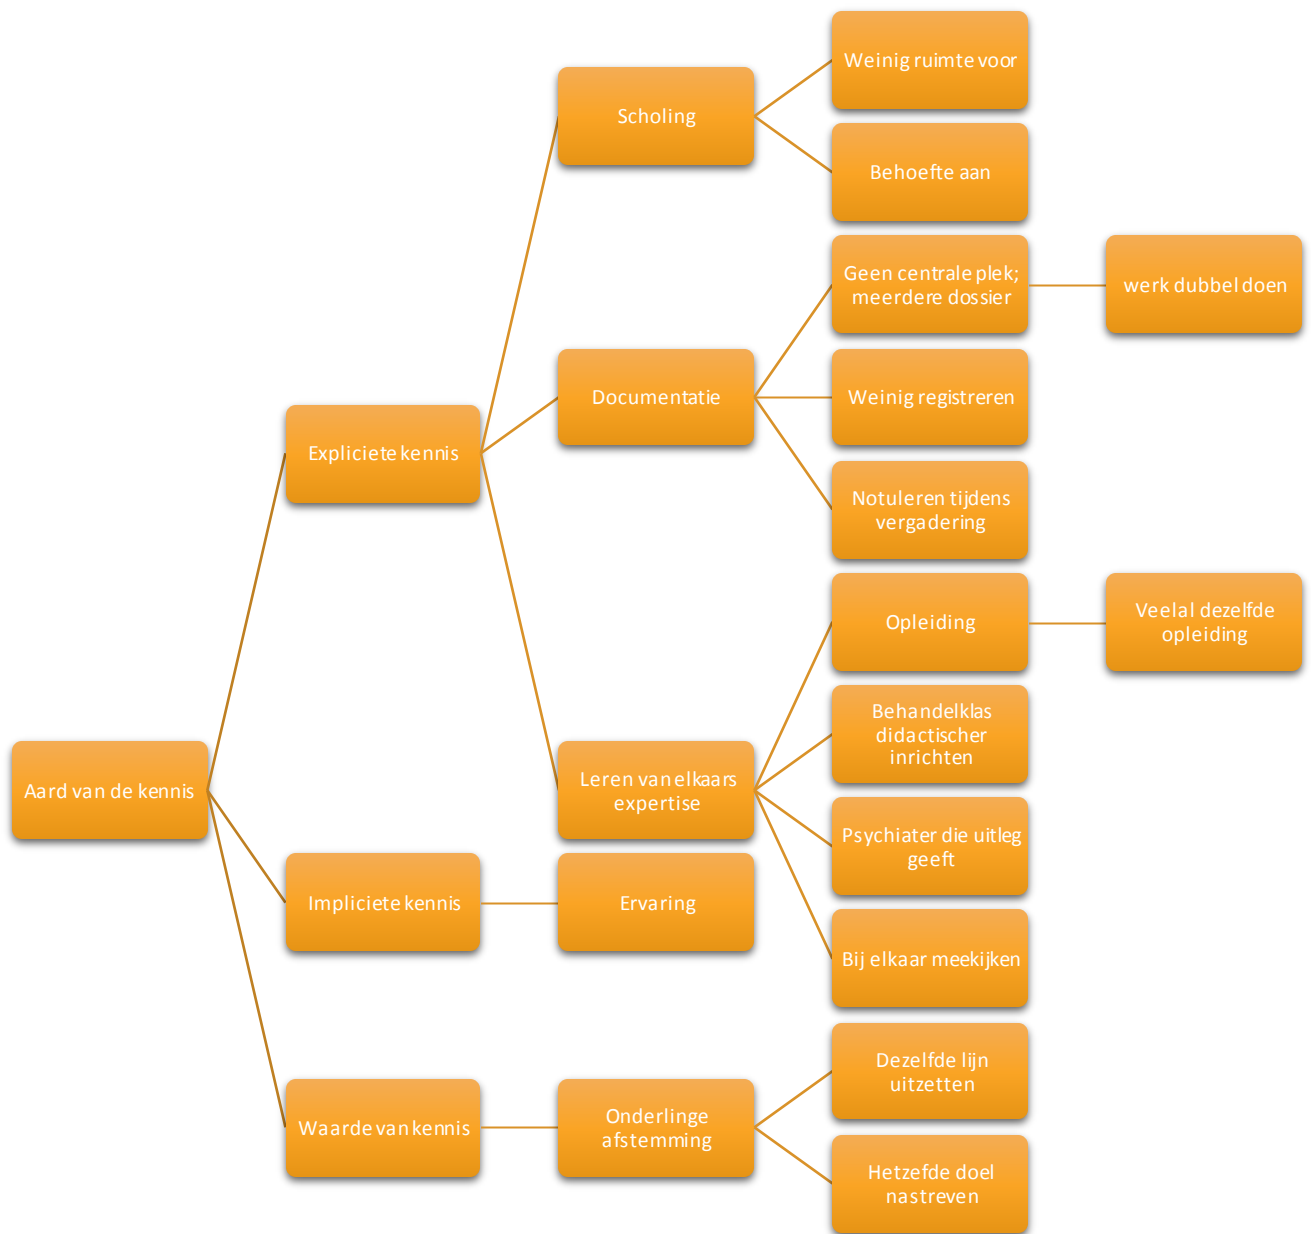 Weinig ruimte voor
Scholing
Behoefte aan
Geen centrale plek;
meerdere dossier
werk dubbel doen
Documentatie
Weinig registreren
Expliciete kennis
Notuleren tijdens
vergadering
Opleiding
Veelal dezelfde
opleiding
Behandelklas
didactischer
inrichten
Aard van de kennis
Leren van elkaars
expertise
Psychiater die uitleg
geeft
Impliciete kennis
Ervaring
Bij elkaar meekijken
Dezelfde lijn
uitzetten
Waarde van kennis
Onderlinge
afstemming
Hetzefde doel
nastreven